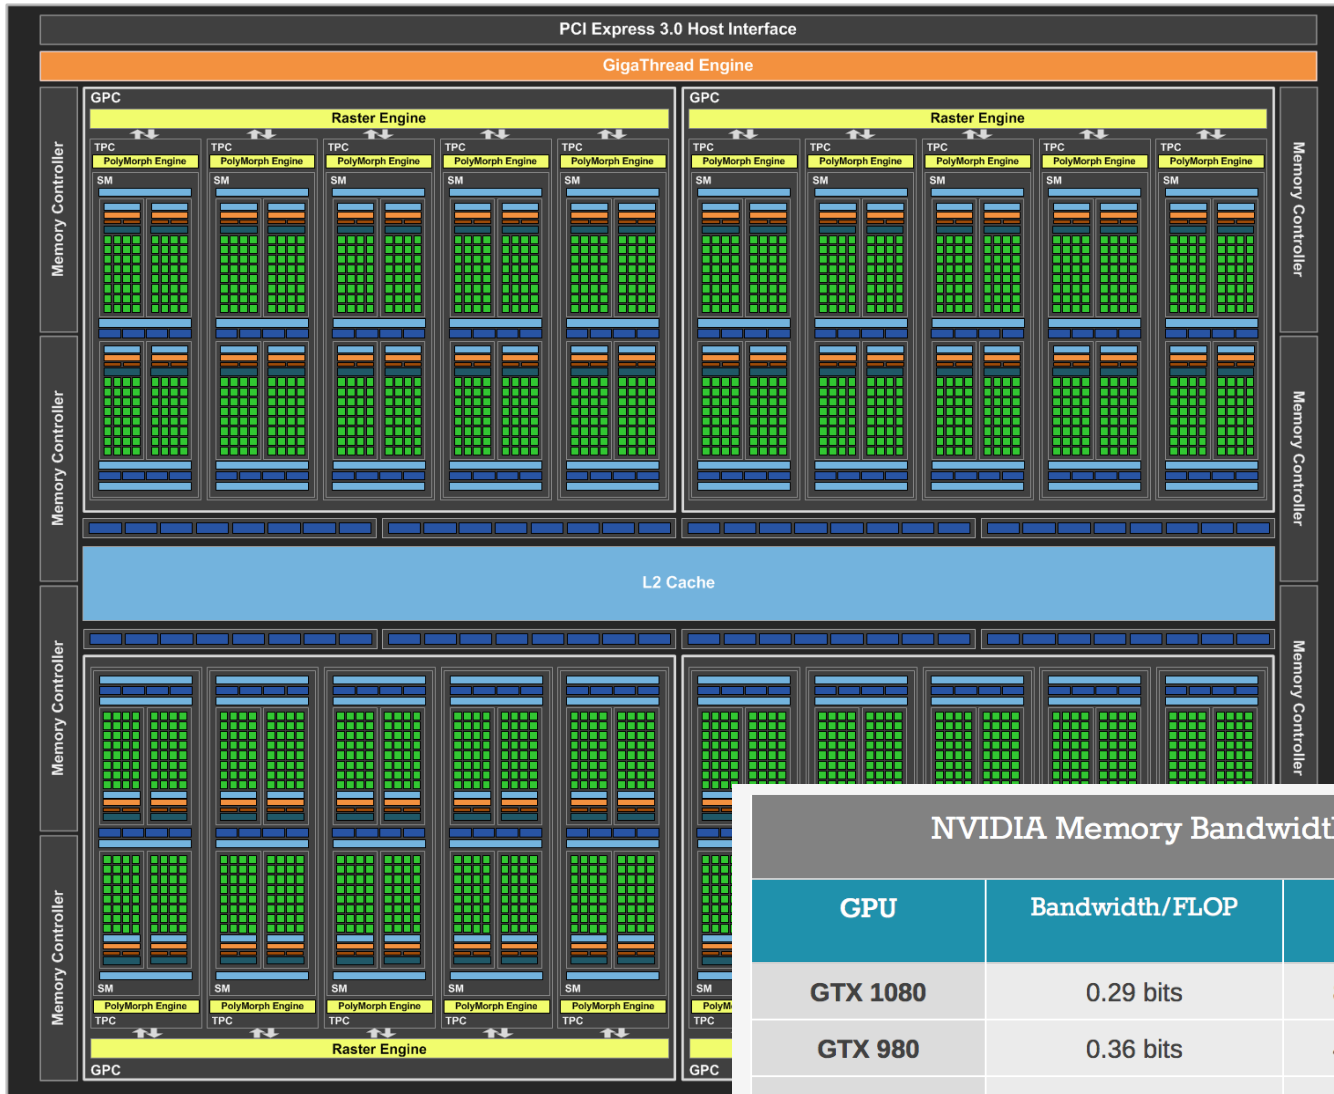 PCI Express 3.0 Host Interface
GigaThread Engine
Memory Controller
Memory Controller
Memory Controller
Memory Controller
GPC
Raster Engine
TPC TPC TPC TPC TPC
PolyMorph Engine PolyMorph Engine PolyMorph Engine PolyMorph Engine PolyMorph Engine
SM SM SM SM SM
GPC
Raster Engine
TPC TPC TPC TPC TPC
PolyMorph Engine PolyMorph Engine PolyMorph Engine PolyMorph Engine PolyMorph Engine
SM SM SM SM SM
Memory Controller
Memory Controller
Memory Controller
L2 Cache
SM SM SM SM SM
PolyMorph Engine PolyMorph Engine PolyMorph Engine PolyMorph Engine PolyMorph Engine
TPC TPC TPC TPC TPC
Raster Engine
GPC
SM
PolyM
TPC
GPC
NVIDIA Memory Bandwidth
GPU Bandwidth/FLOP
GTX 1080 0.29 bits
GTX 980 0.36 bits